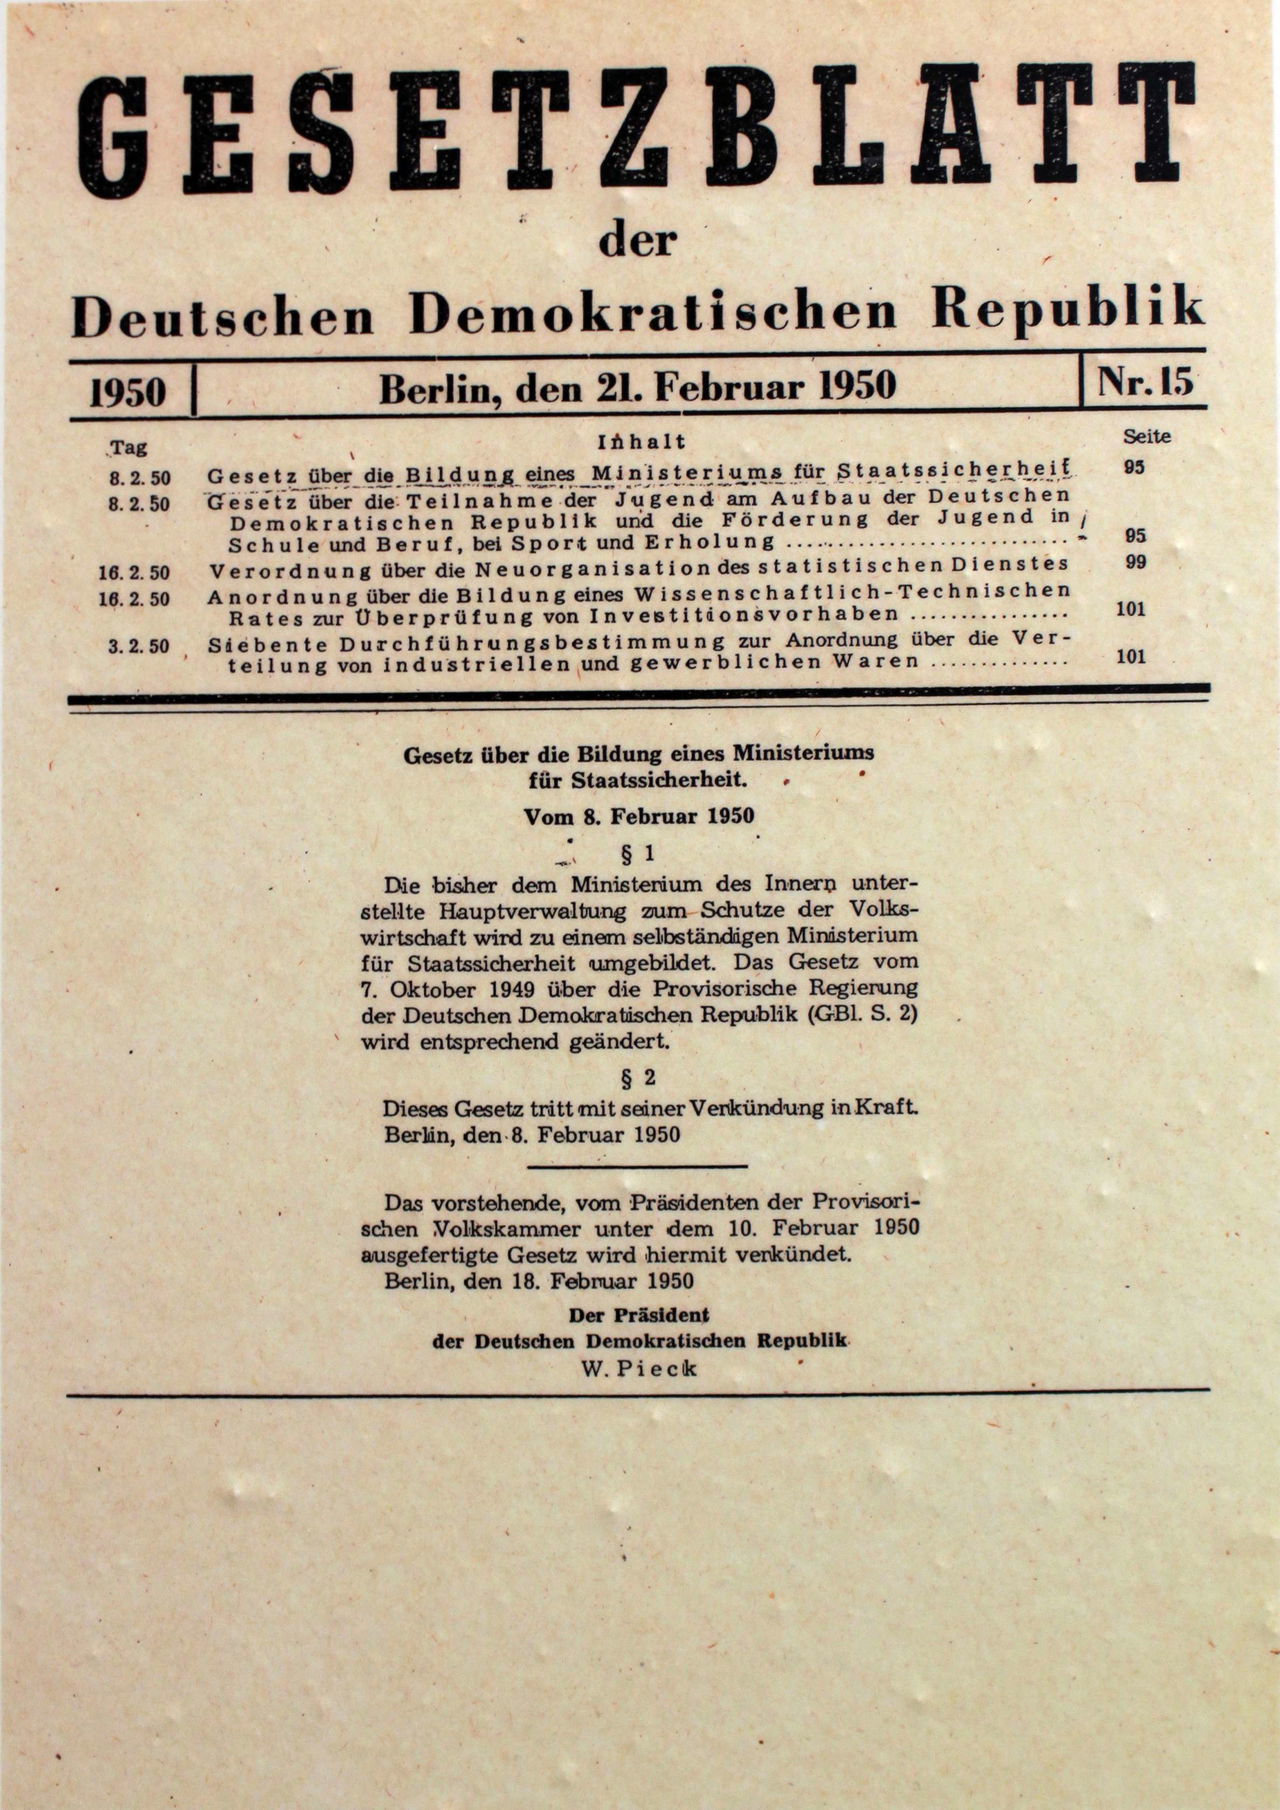 GESETZBLATT
der
Deutschen Demokratischen Republik
1950 Berlin, den 21. Februar 1950 Nr. 15
Tag Inhalt Seite
8. 2. 50 Gesetz über die Bildung eines Ministeriums für Staatssicherheit 95
8. 2. 50 Gesetz über die Teilnahme der Jugend am Aufbau der Deutschen
Demokratischen Republik und die Förderung der Jugend in
Schule und Beruf, bei Sport und Erholung .............................. 95
16. 2. 50 Verordnung über die Neuorganisation des statistischen Dienstes 99
16. 2. 50 Anordnung über die Bildung eines Wissenschaftlich-Technischen
Rates zur Überprüfung von Investitionsvorhaben ................ 101
3. 2. 50 Siebente Durchführungsbestimmung zur Anordnung über die Ver-
teilung von industriellen und gewerblichen Waren .............. 101
Gesetz über die Bildung eines Ministeriums
für Staatssicherheit.
Vom 8. Februar 1950
§ 1
Die bisher dem Ministerium des Innern unter-
stellte Hauptverwaltung zum Schutze der Volks-
wirtschaft wird zu einem selbständigen Ministerium
für Staatssicherheit umgebildet. Das Gesetz vom
7. Oktober 1949 über die Provisorische Regierung
der Deutschen Demokratischen Republik (GBl. S. 2)
wird entsprechend geändert.
§ 2
Dieses Gesetz tritt mit seiner Verkündung in Kraft.
Berlin, den 8. Februar 1950
Das vorstehende, vom Präsidenten der Provisori-
schen Volkskammer unter dem 10. Februar 1950
ausgefertigte Gesetz wird hiermit verkündet.
Berlin, den 18. Februar 1950
Der Präsident
der Deutschen Demokratischen Republik
W. Pieck